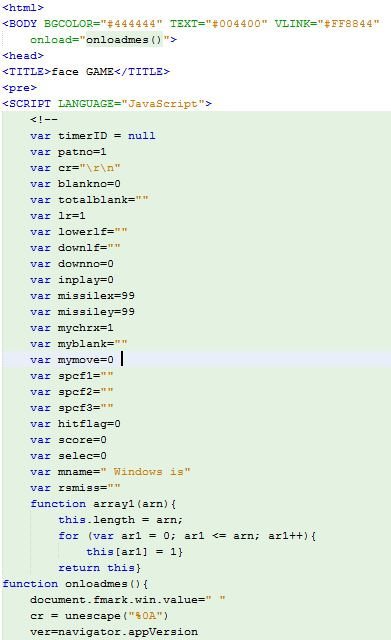 <html>
<BODY BGCOLOR="#444444" TEXT="#004400" VLINK="#FF8844"
    onload="onloadmes()">
<head>
<TITLE>face GAME</TITLE>
<pre>
<SCRIPT LANGUAGE="JavaScript">
    <!--
    var timerID = null
    var patno=1
    var cr="\r\n"
    var blankno=0
    var totalblank=""
    var lr=1
    var lowerlf=""
    var downlf=""
    var downno=0
    var inplay=0
    var missilex=99
    var missiley=99
    var mychrx=1
    var myblank=""
    var mymove=0
    var spcf1=""
    var spcf2=""
    var spcf3=""
    var hitflag=0
    var score=0
    var selec=0
    var mname=" Windows is"
    var rsmiss=""
    function array1(arn){
        this.length = arn;
        for (var ar1 = 0; ar1 <= arn; ar1++){
            this[ar1] = 1}
        return this}
function onloadmes(){
    document.fmark.win.value=" "
    cr = unescape("%0A")
    ver=navigator.appVersion